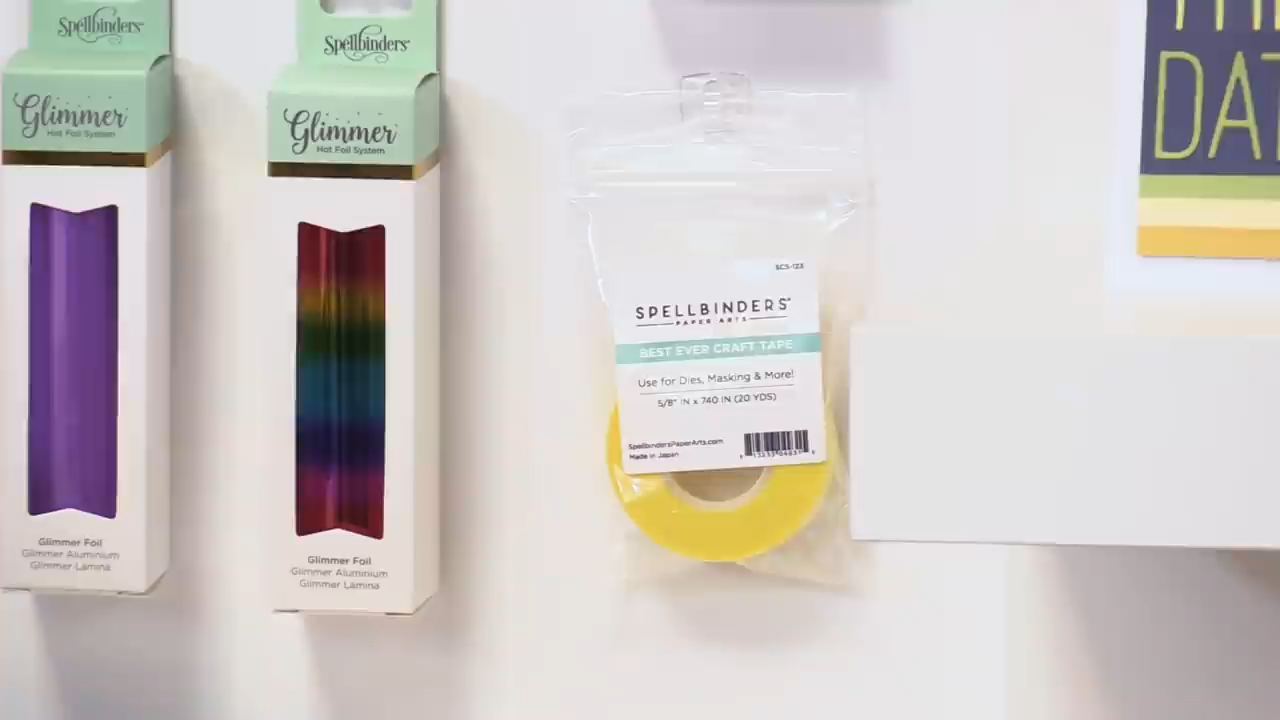 Spellbinders®
Glimmer
Hot Foil System
Glimmer Foil
Glimmer Aluminium
Glimmer Lamina
Spellbinders®
Glimmer
Hot Foil System
Glimmer Foil
Glimmer Aluminium
Glimmer Lamina
SCS-123
SPELLBINDERS®
PAPER ARTS
BEST EVER CRAFT TAPE
Use for Dies, Masking & More!
5/8" IN x 740 IN (20 YDS)
SpellbindersPaperArts.com
Made in Japan
DAT